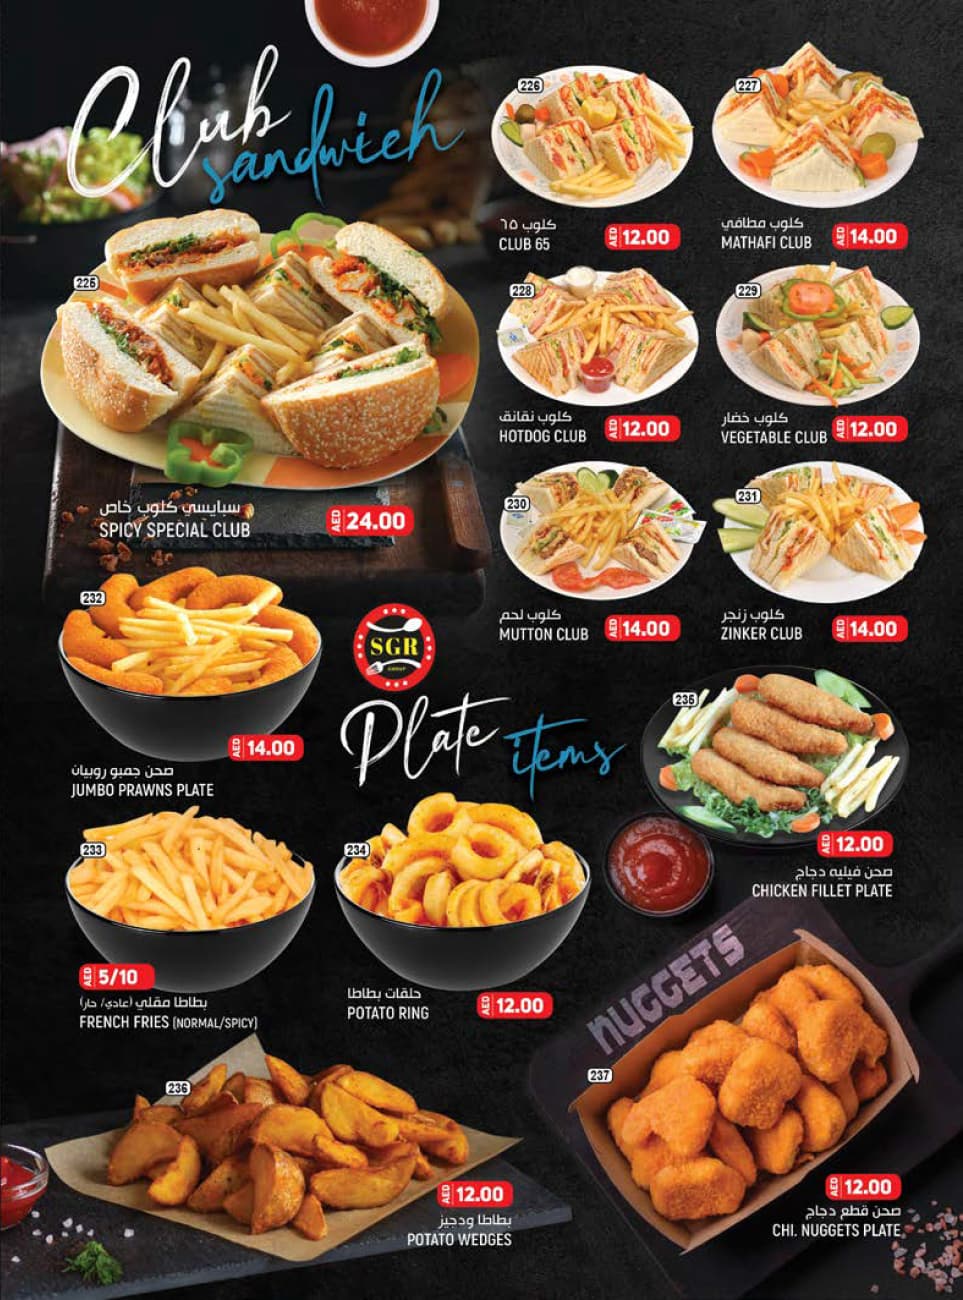 Club
sandwich
225
سبايسي كلوب خاص
SPICY SPECIAL CLUB
AED 24.00
226
كلوب ٦٥
CLUB 65
AED 12.00
227
كلوب مطافي
MATHAFI CLUB
AED 14.00
228
كلوب نقانق
HOTDOG CLUB
AED 12.00
229
كلوب خضار
VEGETABLE CLUB
AED 12.00
230
كلوب لحم
MUTTON CLUB
AED 14.00
231
كلوب زنجر
ZINKER CLUB
AED 14.00
SGR
GROUP
Plate
items
232
AED 14.00
صحن جمبو روبيان
JUMBO PRAWNS PLATE
233
AED 5/10
بطاطا مقلي (عادي/ حار)
FRENCH FRIES (NORMAL/SPICY)
234
حلقات بطاطا
POTATO RING
AED 12.00
235
AED 12.00
صحن فيليه دجاج
CHICKEN FILLET PLATE
236
AED 12.00
بطاطا ودجيز
POTATO WEDGES
NUGGETS
237
AED 12.00
صحن قطع دجاج
CHI. NUGGETS PLATE